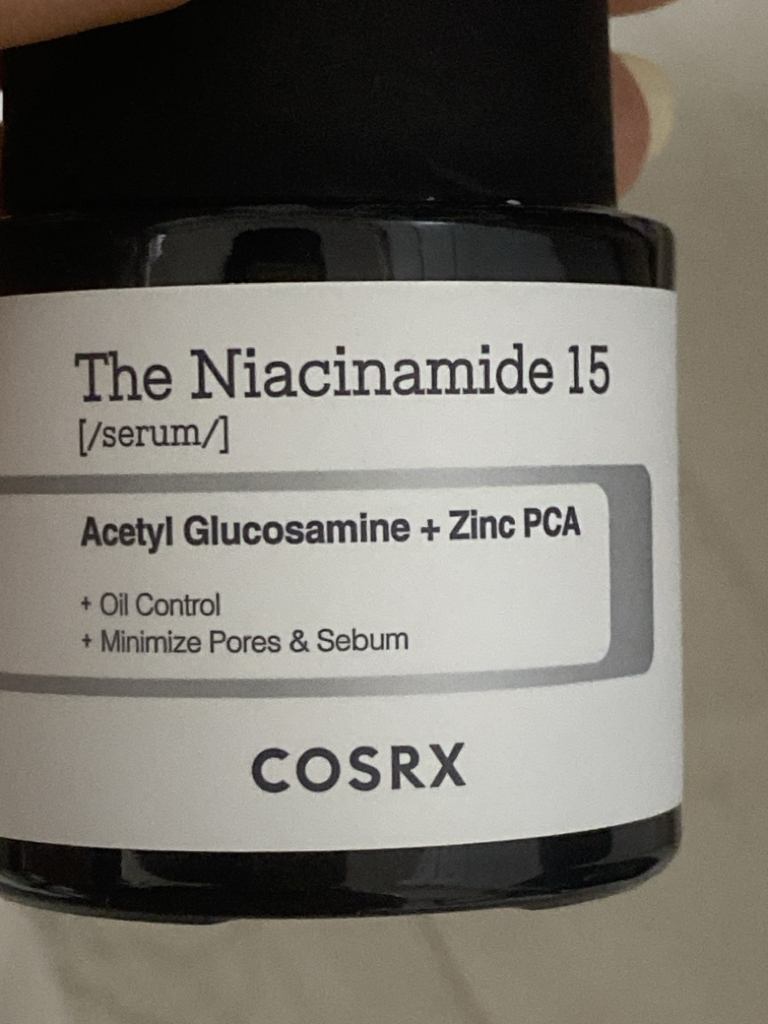 The Niacinamide 15
[/serum/]
Acetyl Glucosamine + Zinc PCA
+ Oil Control
+ Minimize Pores & Sebum
COSRX